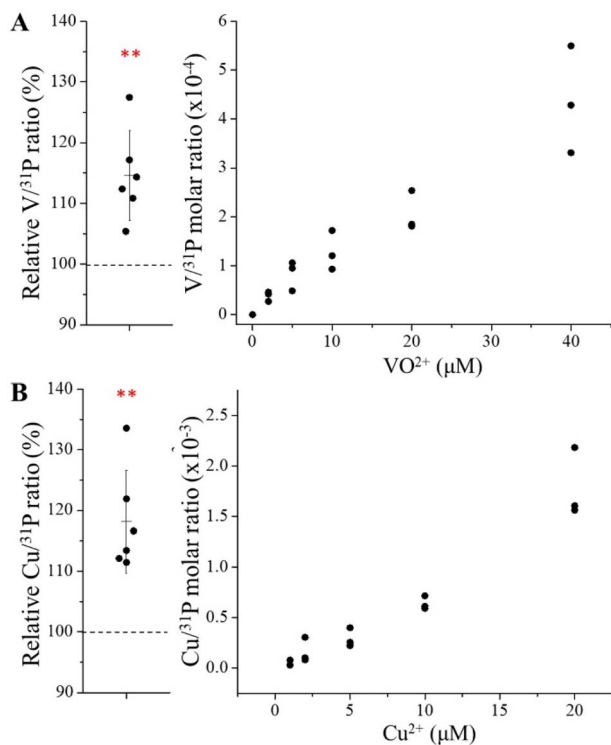 A
**
Relative V/³¹P ratio (%)
140
130
120
110
100
90
V/³¹P molar ratio (x10⁻⁴)
6
5
4
3
2
1
0
0 10 20 30 40
VO²⁺ (μM)
B
**
Relative Cu/³¹P ratio (%)
140
130
120
110
100
90
Cu/³¹P molar ratio (x10⁻³)
2.5
2.0
1.5
1.0
0.5
0.0
0 5 10 15 20
Cu²⁺ (μM)